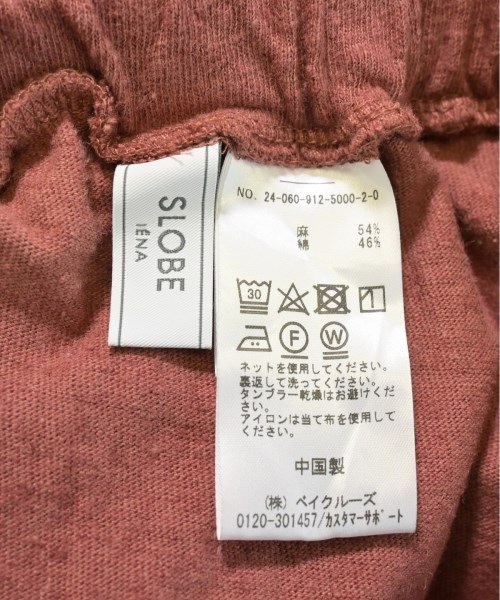 SLOBE
IÉNA
NO. 24-060-912-5000-2-0
麻 54%
綿 46%
30
1
F W
ネットを使用してください。
裏返して洗ってください。
タンブラー乾燥はお避けくだ
さい。
アイロンは当て布を使用して
ください。
中国製
(株) ベイクルーズ
0120-301457/カスタマーサポート